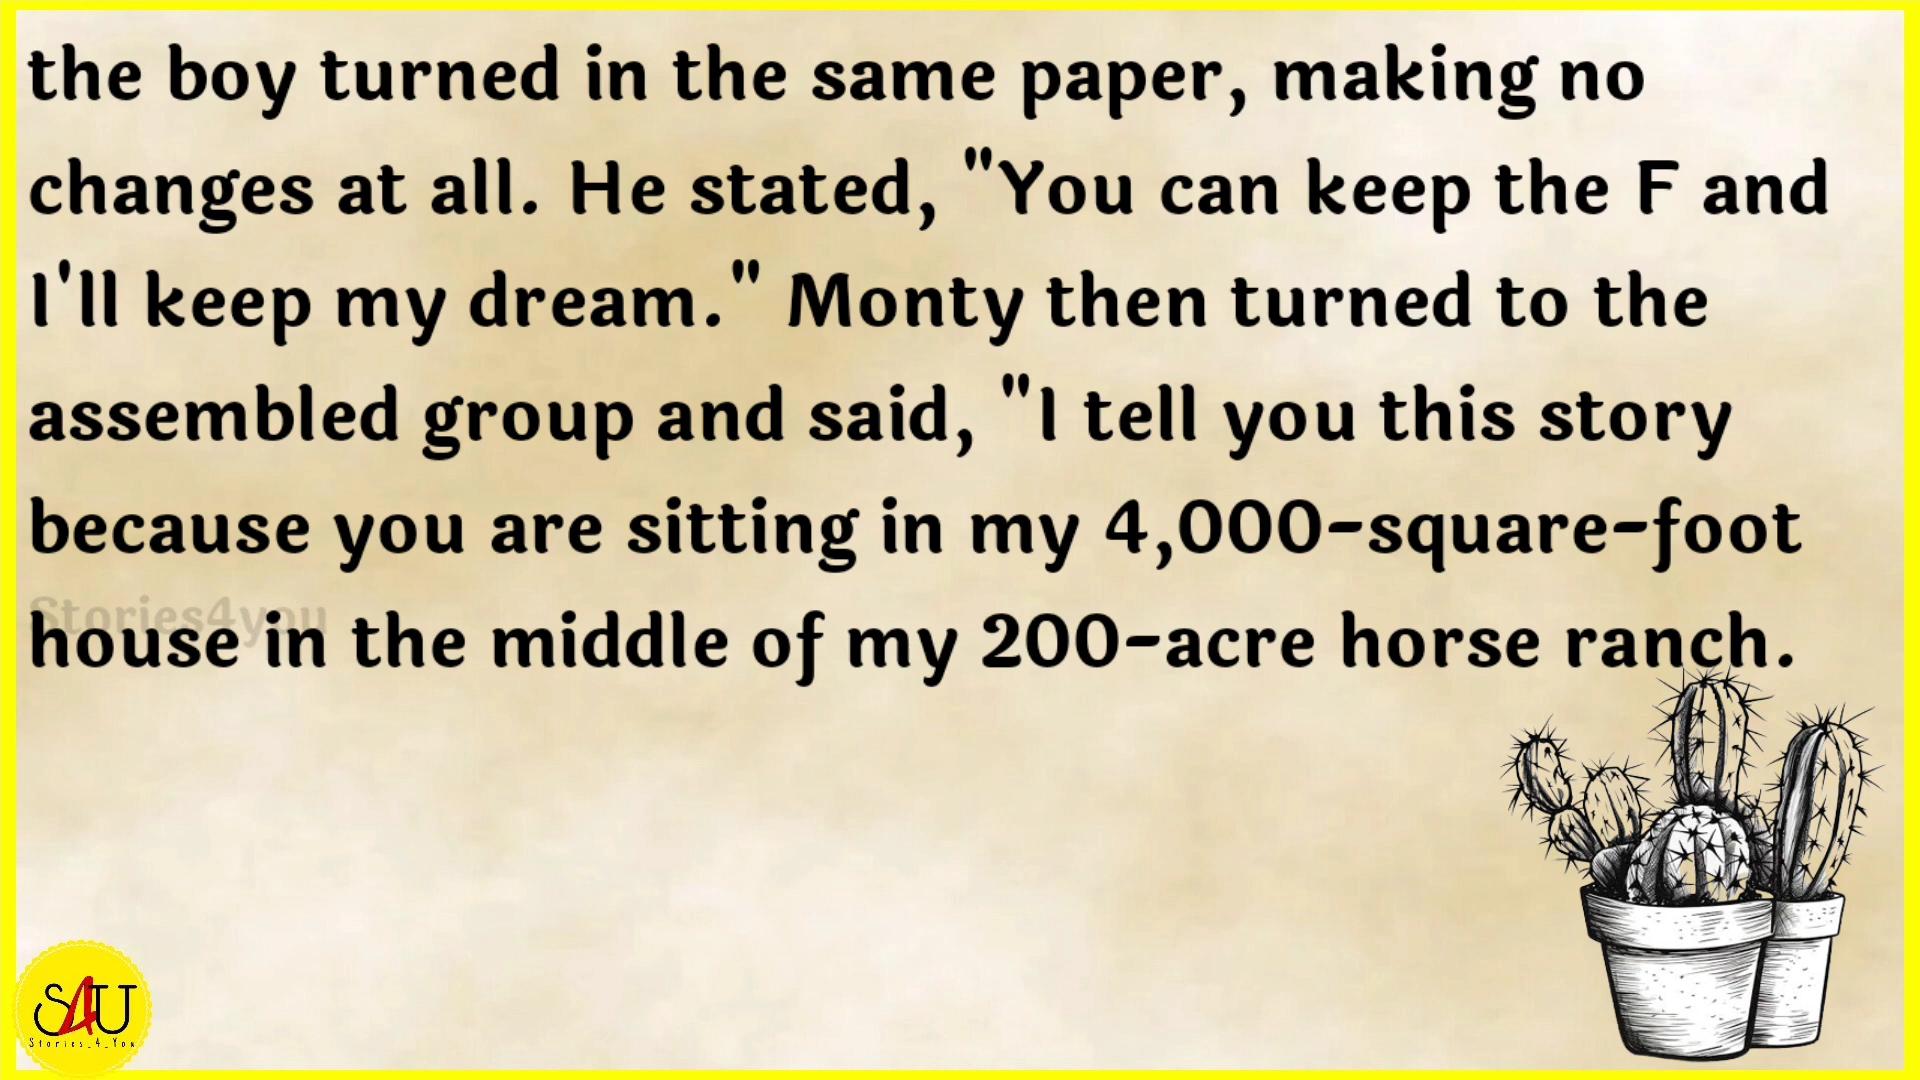 the boy turned in the same paper, making no
changes at all. He stated, "You can keep the F and
I'll keep my dream." Monty then turned to the
assembled group and said, "I tell you this story
because you are sitting in my 4,000-square-foot
Stories4you
house in the middle of my 200-acre horse ranch.
S4U
Stories_4_You